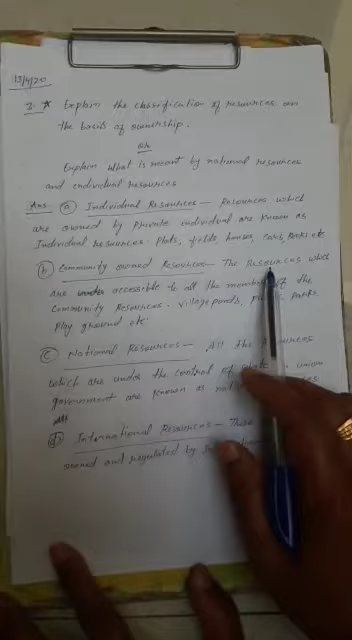 13/4/20
3. * Explain the classification of resources on
the basis of ownership.
OR
Explain what is meant by national resources
and individual resources
Ans: (a) Individual Resources - Resources which
are owned by private individual are known as
Individual resources. Plots, fields, houses, cars, Books etc
(b) Community owned Resources - The Resources which
are accessible to all the of the
Community Resources. Village ponds, Parks
Play ground etc.
(c) National Resources - All the
which are under the control of state union
government are known as
(d) International Resources - These
owned and regulated by